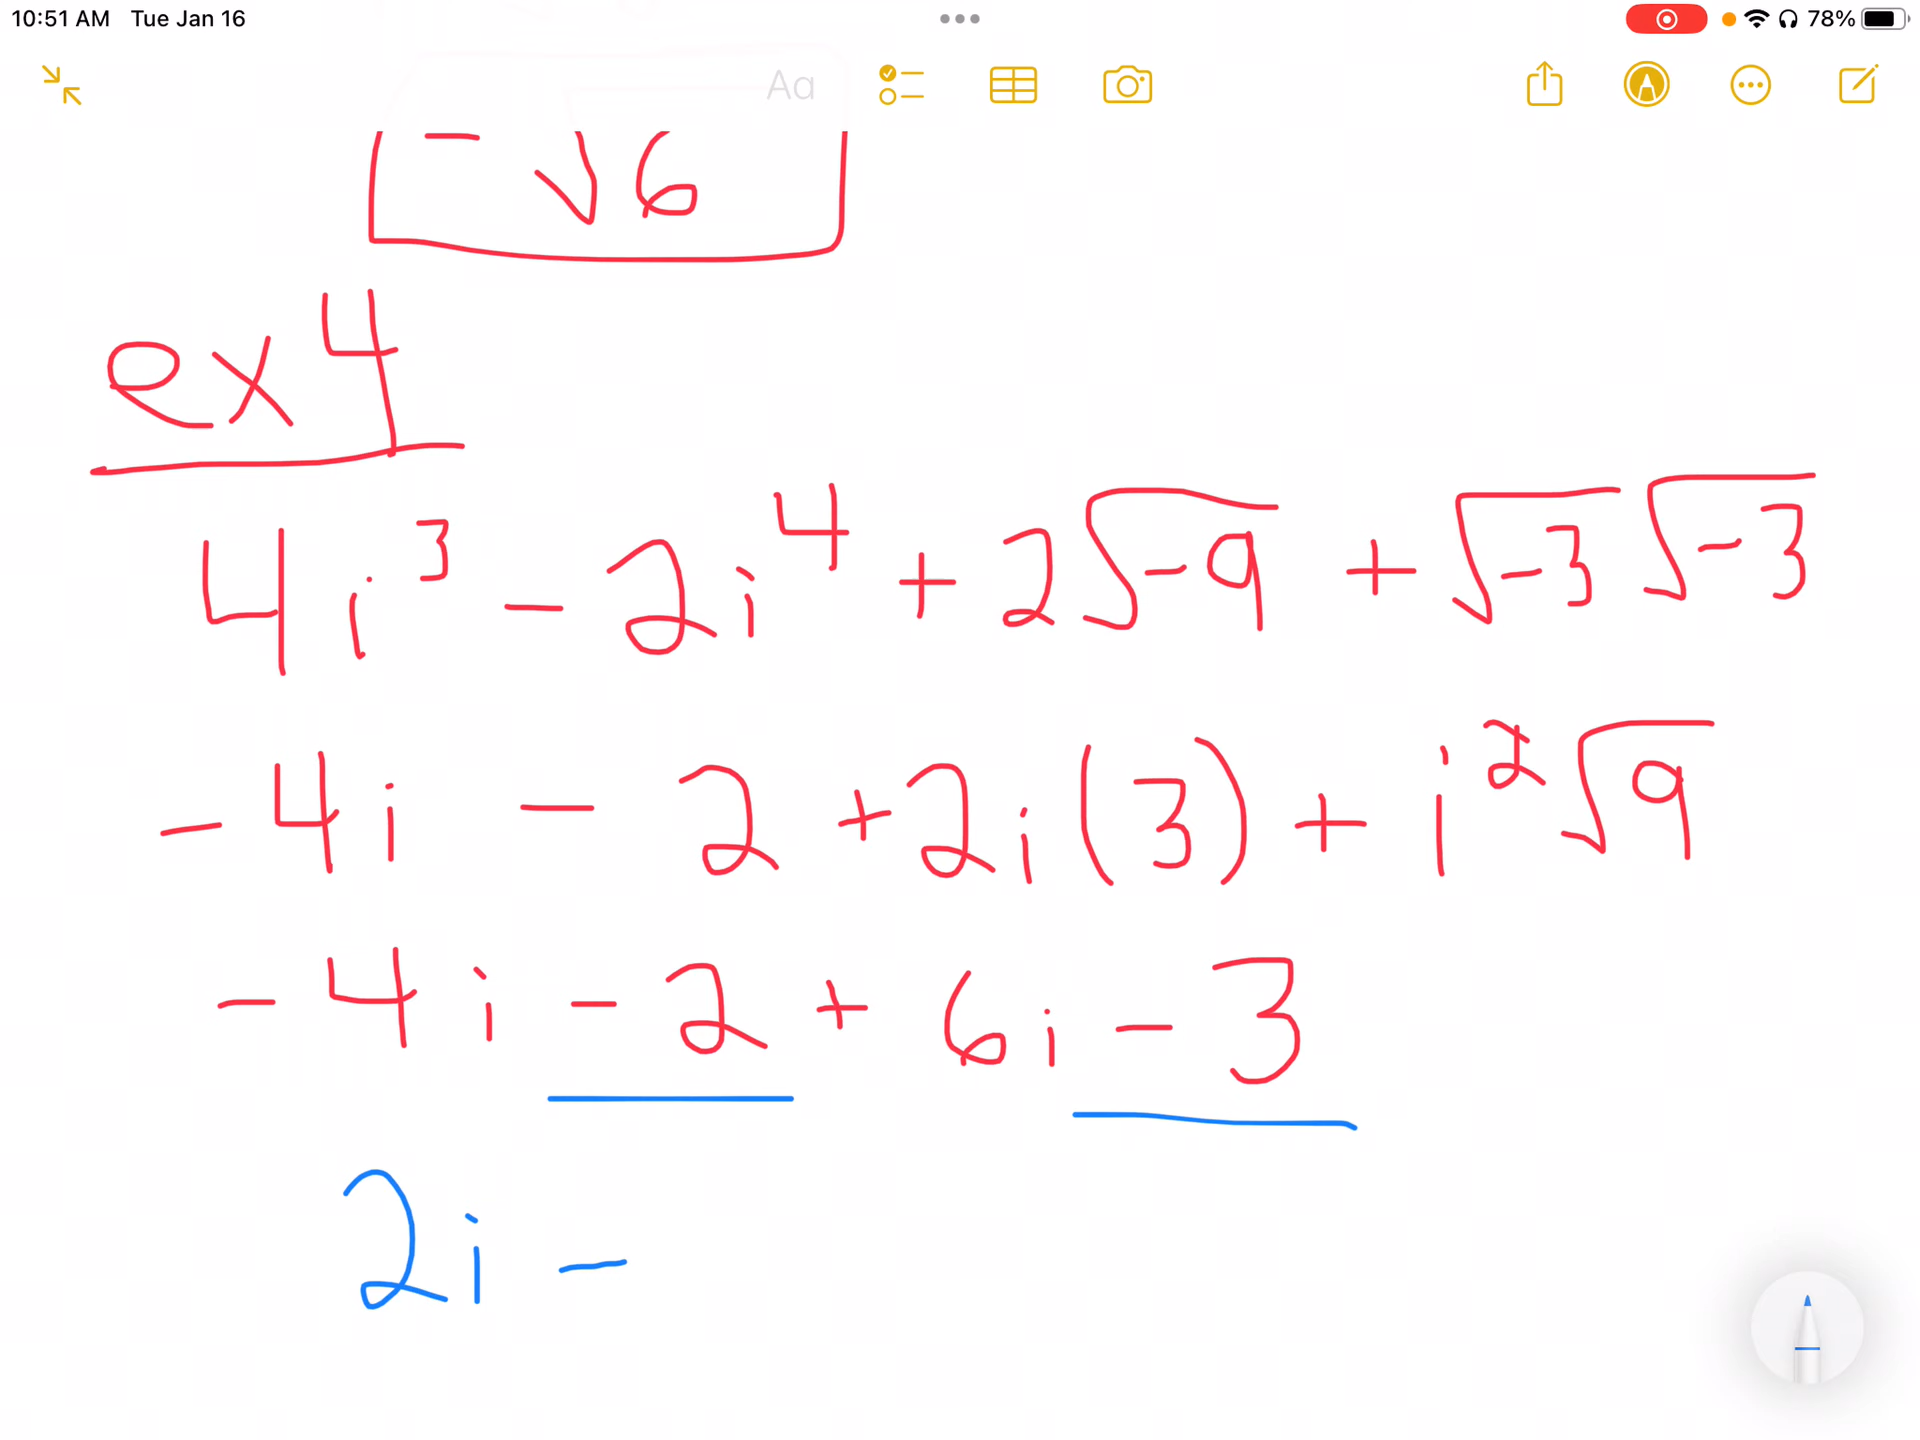 10:51 AM Tue Jan 16 78%
Aa
- √6
ex 4
4i³ - 2i⁴ + 2√-9 + √-3 √-3
-4i - 2 + 2i(3) + i²√9
-4i - 2 + 6i - 3
2i -